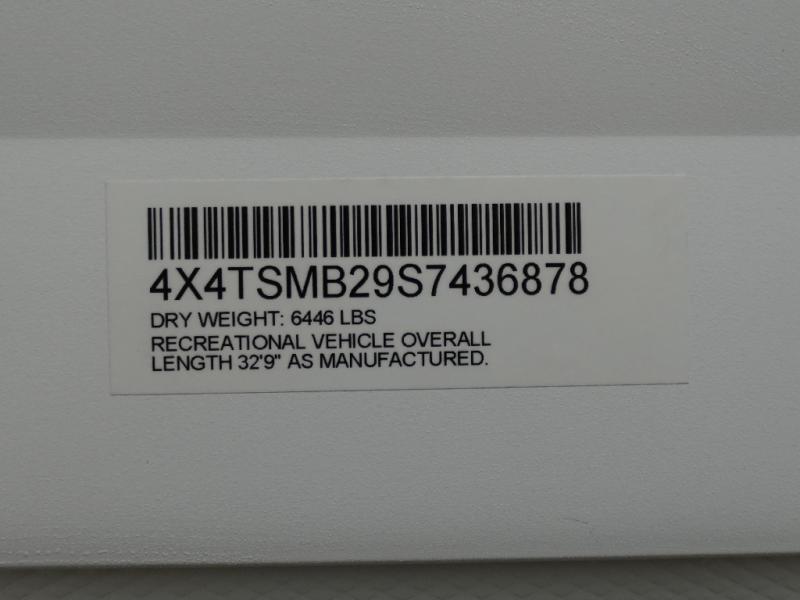 4X4TSMB29S7436878
DRY WEIGHT: 6446 LBS
RECREATIONAL VEHICLE OVERALL
LENGTH 32'9" AS MANUFACTURED.